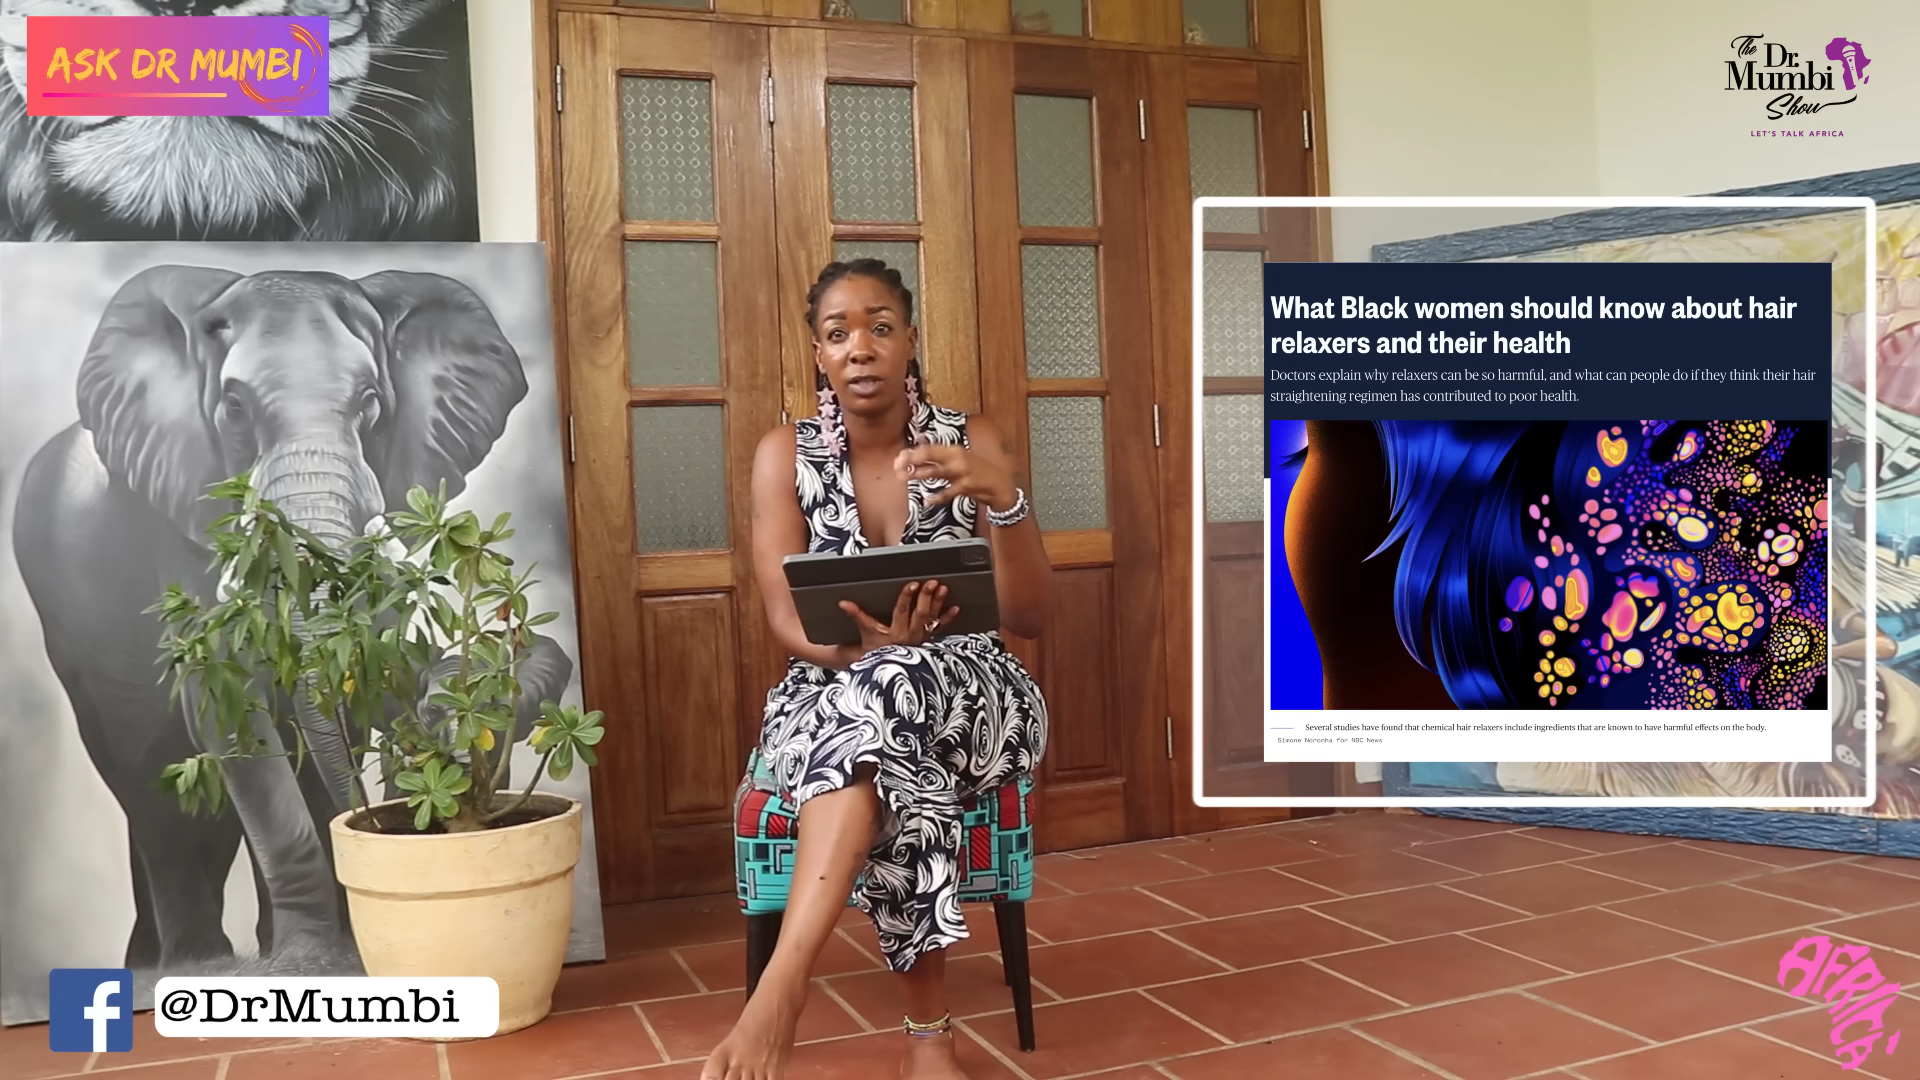 ASK DR MUMBI
The
Dr.
Mumbi
Show
LET'S TALK AFRICA
What Black women should know about hair
relaxers and their health
Doctors explain why relaxers can be so harmful, and what can people do if they think their hair
straightening regimen has contributed to poor health.
Several studies have found that chemical hair relaxers include ingredients that are known to have harmful effects on the body.
Simone Noronha for NBC News
f
@DrMumbi
AFRICA